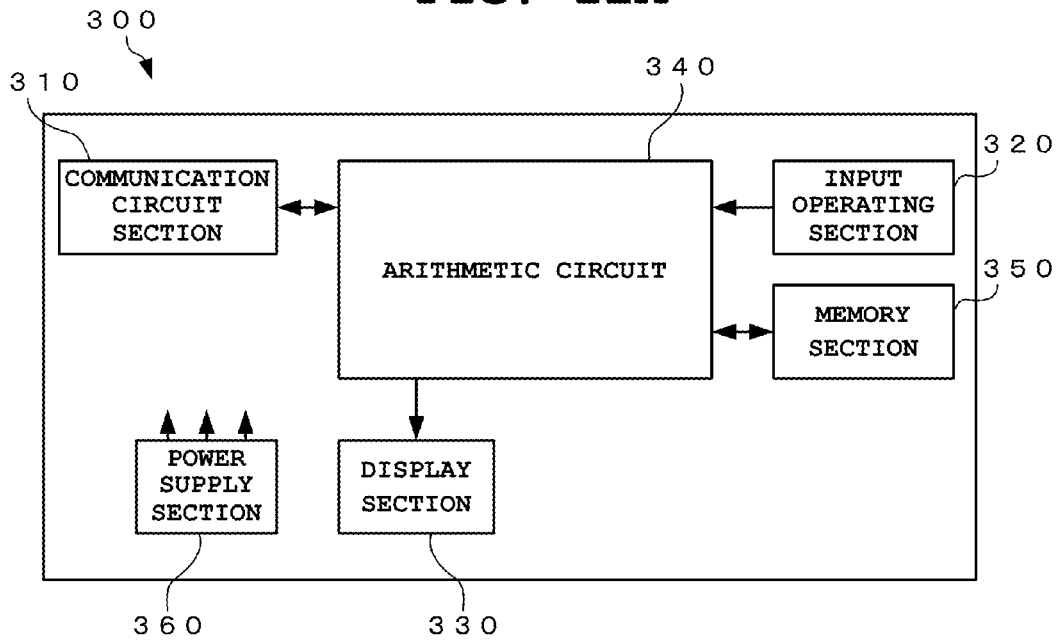 300
310
340
320
COMMUNICATION
CIRCUIT
SECTION
ARITHMETIC CIRCUIT
INPUT
OPERATING
SECTION
350
MEMORY
SECTION
POWER
SUPPLY
SECTION
DISPLAY
SECTION
360
330